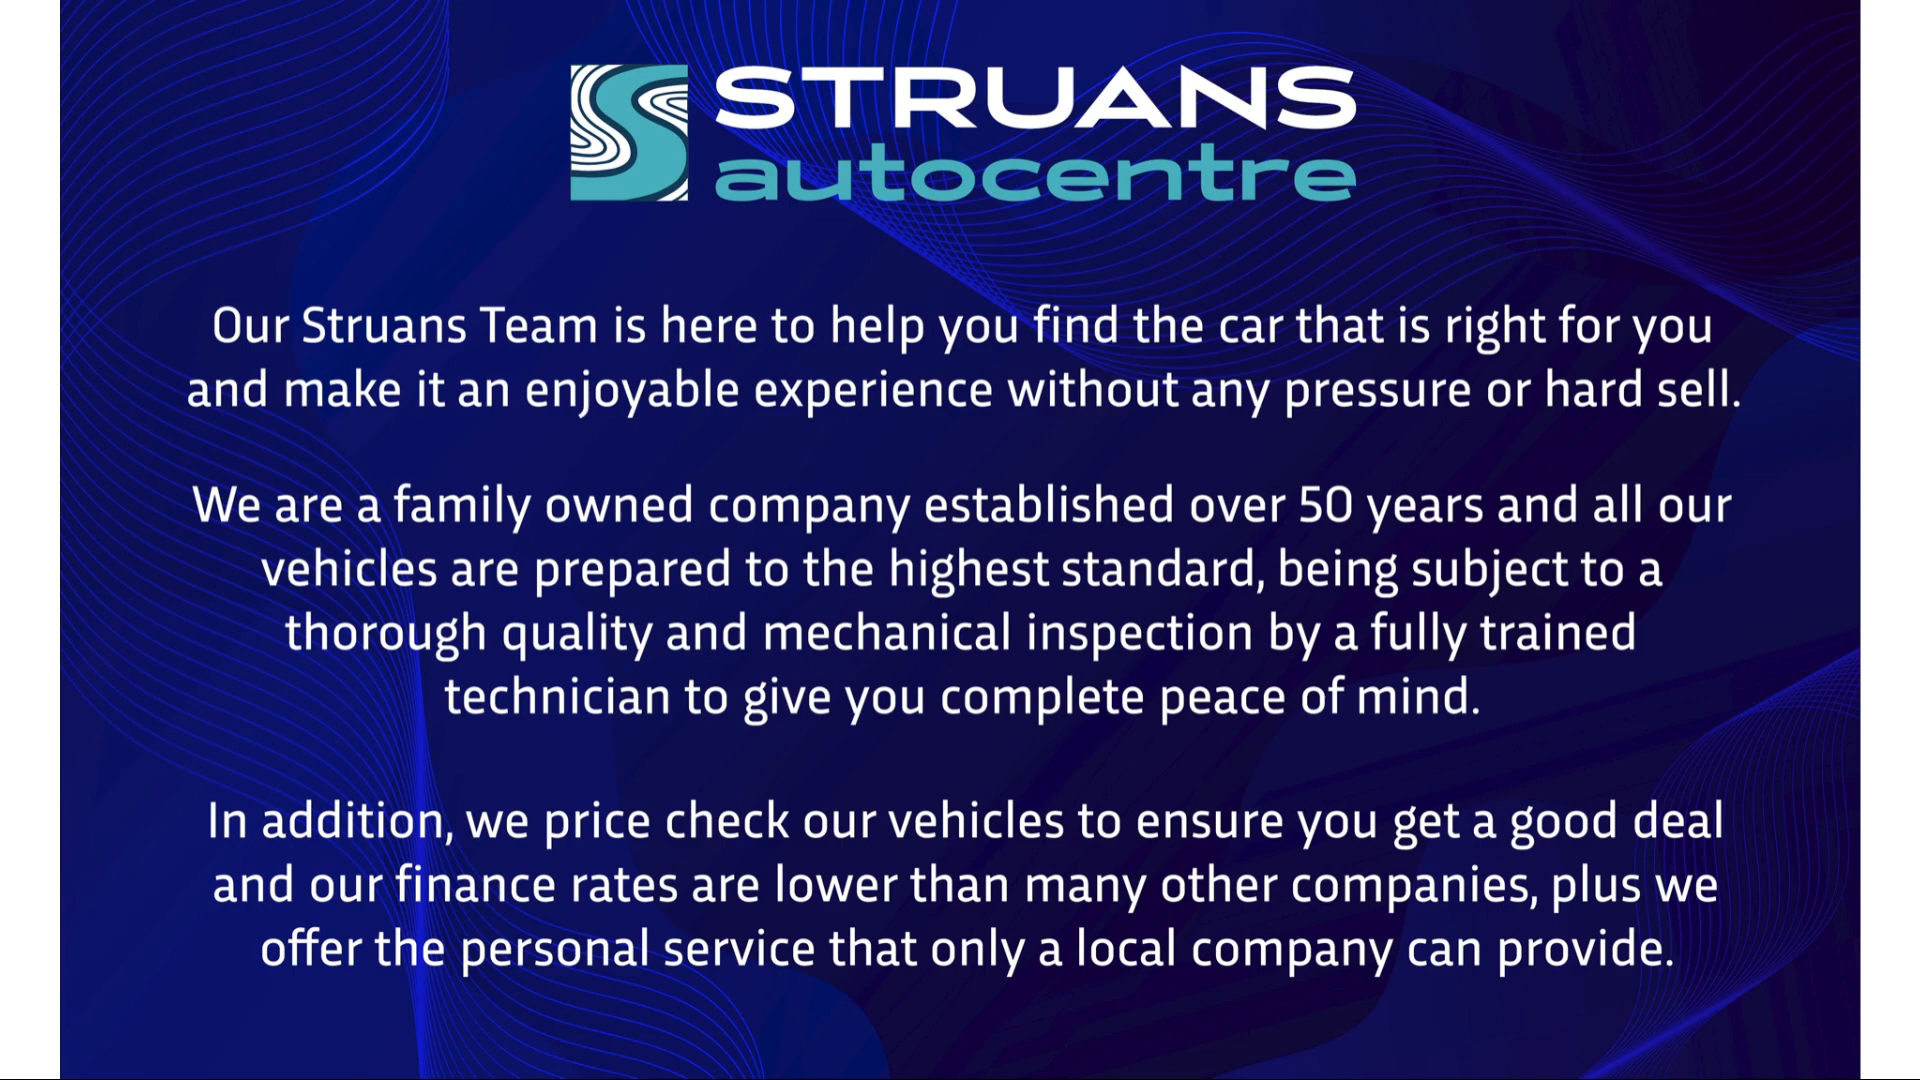 STRUANS
autocentre
Our Struans Team is here to help you find the car that is right for you
and make it an enjoyable experience without any pressure or hard sell.
We are a family owned company established over 50 years and all our
vehicles are prepared to the highest standard, being subject to a
thorough quality and mechanical inspection by a fully trained
technician to give you complete peace of mind.
In addition, we price check our vehicles to ensure you get a good deal
and our finance rates are lower than many other companies, plus we
offer the personal service that only a local company can provide.